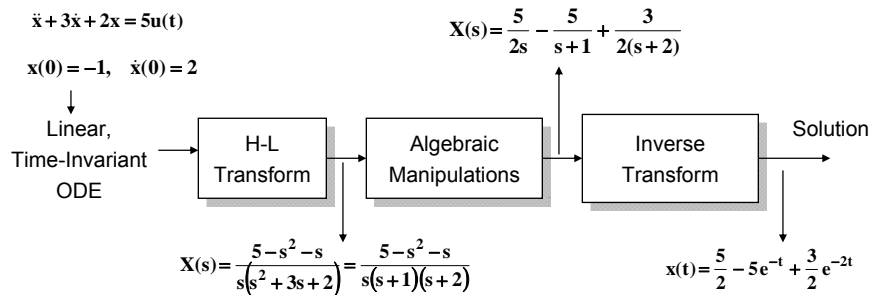 ẍ + 3ẋ + 2x = 5u(t)
x(0) = −1, ẋ(0) = 2
Linear,
Time-Invariant
ODE
H-L
Transform
X(s) = (5 − s² − s) / (s(s² + 3s + 2)) = (5 − s² − s) / (s(s + 1)(s + 2))
Algebraic
Manipulations
X(s) = 5/(2s) − 5/(s + 1) + 3/(2(s + 2))
Inverse
Transform
Solution
x(t) = 5/2 − 5e⁻ᵗ + 3/2 e⁻²ᵗ